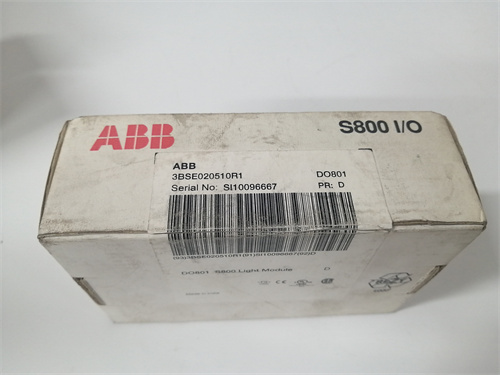 ABB
S800 I/O
ABB
3BSE020510R1 DO801
Serial No: SI10096667 PR: D
DO801 S800 Light Module D